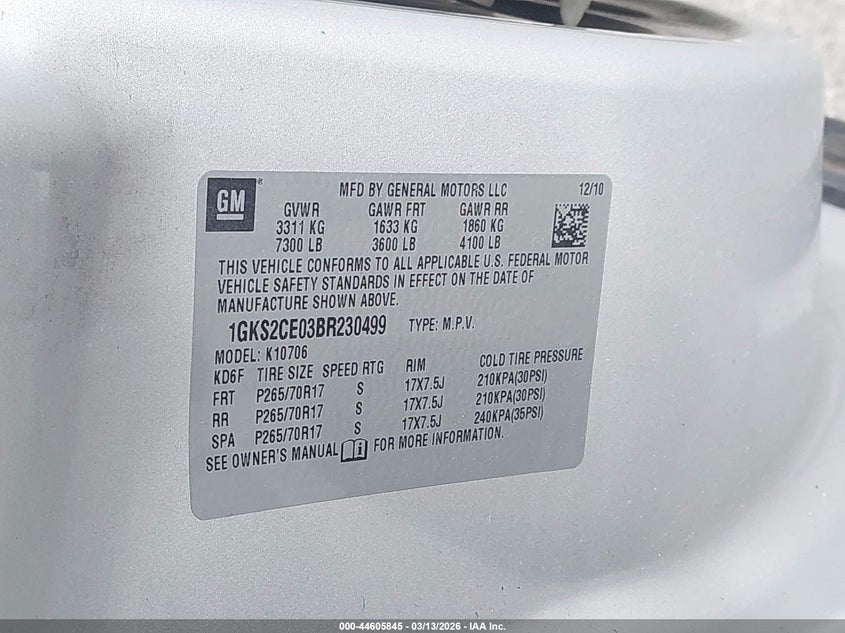 GM
MFD BY GENERAL MOTORS LLC 12/10
GVWR GAWR FRT GAWR RR
3311 KG 1633 KG 1860 KG
7300 LB 3600 LB 4100 LB
THIS VEHICLE CONFORMS TO ALL APPLICABLE U.S. FEDERAL MOTOR
VEHICLE SAFETY STANDARDS IN EFFECT ON THE DATE OF
MANUFACTURE SHOWN ABOVE.
1GKS2CE03BR230499 TYPE: M.P.V.
MODEL: K10706
KD6F TIRE SIZE SPEED RTG RIM COLD TIRE PRESSURE
FRT P265/70R17 S 17X7.5J 210KPA(30PSI)
RR P265/70R17 S 17X7.5J 210KPA(30PSI)
SPA P265/70R17 S 17X7.5J 240KPA(35PSI)
SEE OWNER'S MANUAL FOR MORE INFORMATION.
000-44605845 - 03/13/2026 - IAA Inc.